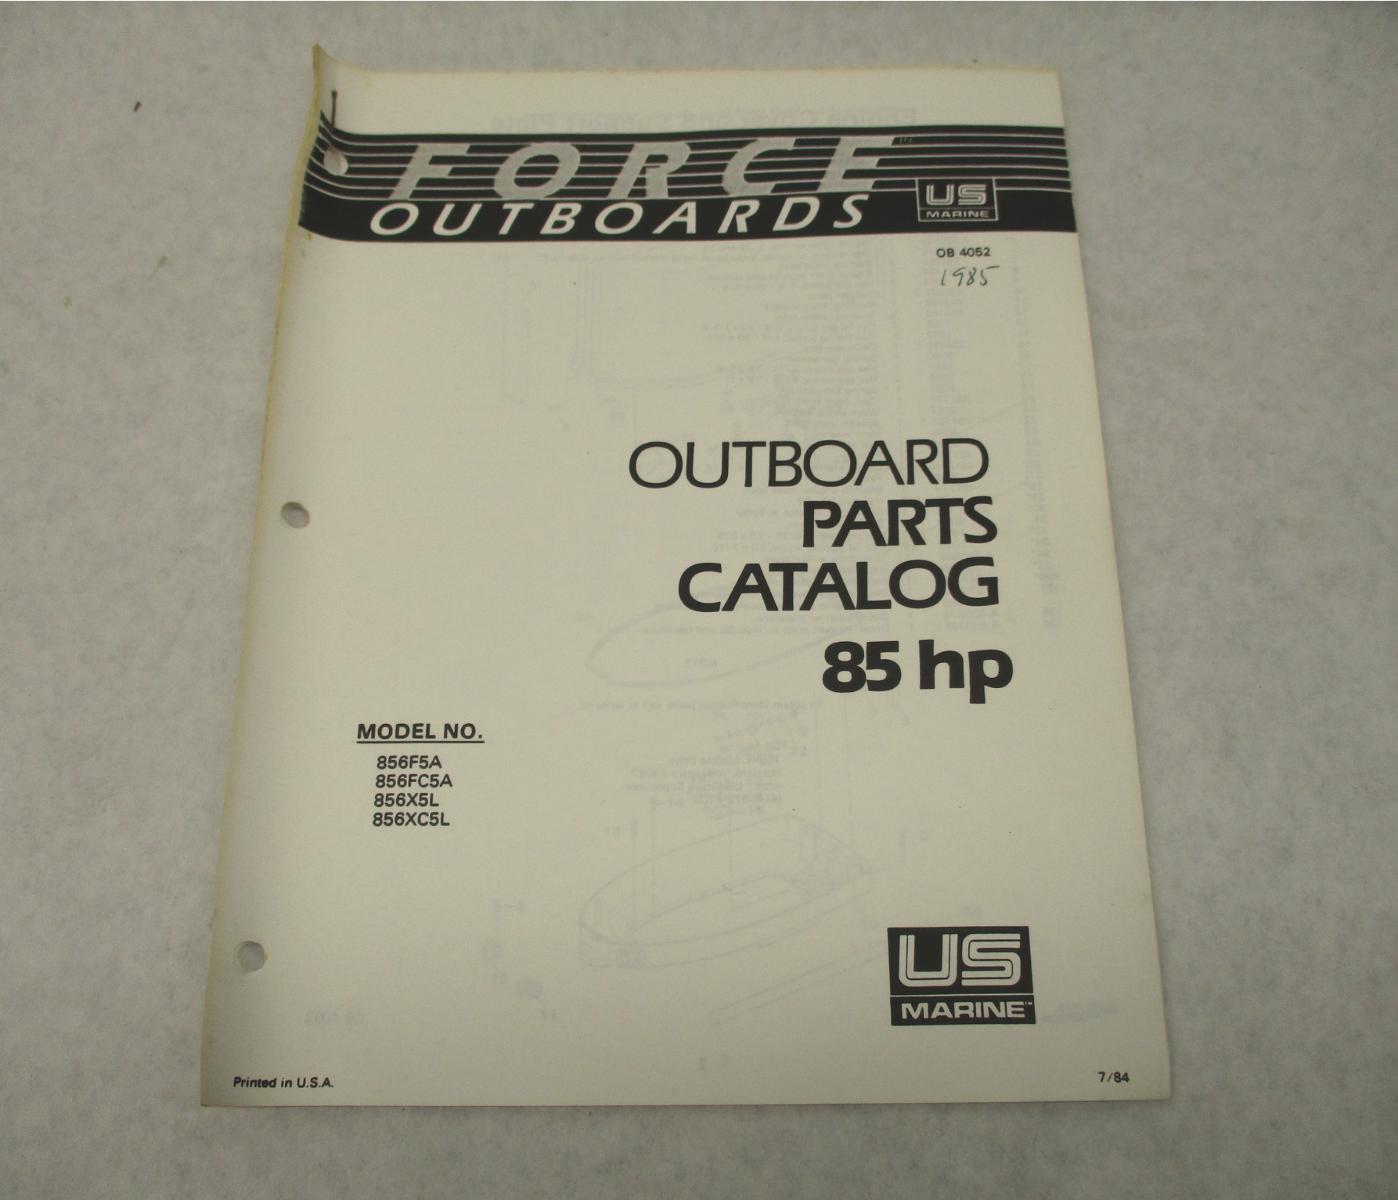 FORCE
OUTBOARDS
US
MARINE
OB 4052
1985
OUTBOARD
PARTS
CATALOG
85 hp
MODEL NO.
856F5A
856FC5A
856X5L
856XC5L
US
MARINE™
Printed in U.S.A.
7/84